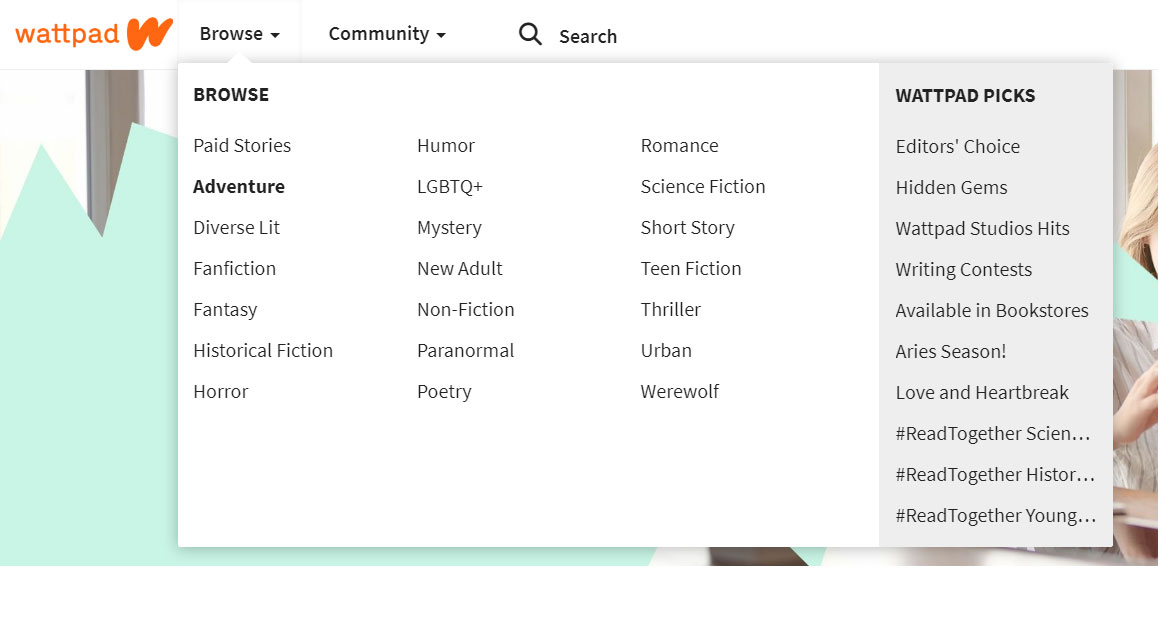 wattpad
Browse
Community
Search
BROWSE
Paid Stories
Adventure
Diverse Lit
Fanfiction
Fantasy
Historical Fiction
Horror
Humor
LGBTQ+
Mystery
New Adult
Non-Fiction
Paranormal
Poetry
Romance
Science Fiction
Short Story
Teen Fiction
Thriller
Urban
Werewolf
WATTPAD PICKS
Editors' Choice
Hidden Gems
Wattpad Studios Hits
Writing Contests
Available in Bookstores
Aries Season!
Love and Heartbreak
#ReadTogether Scien…
#ReadTogether Histor…
#ReadTogether Young…